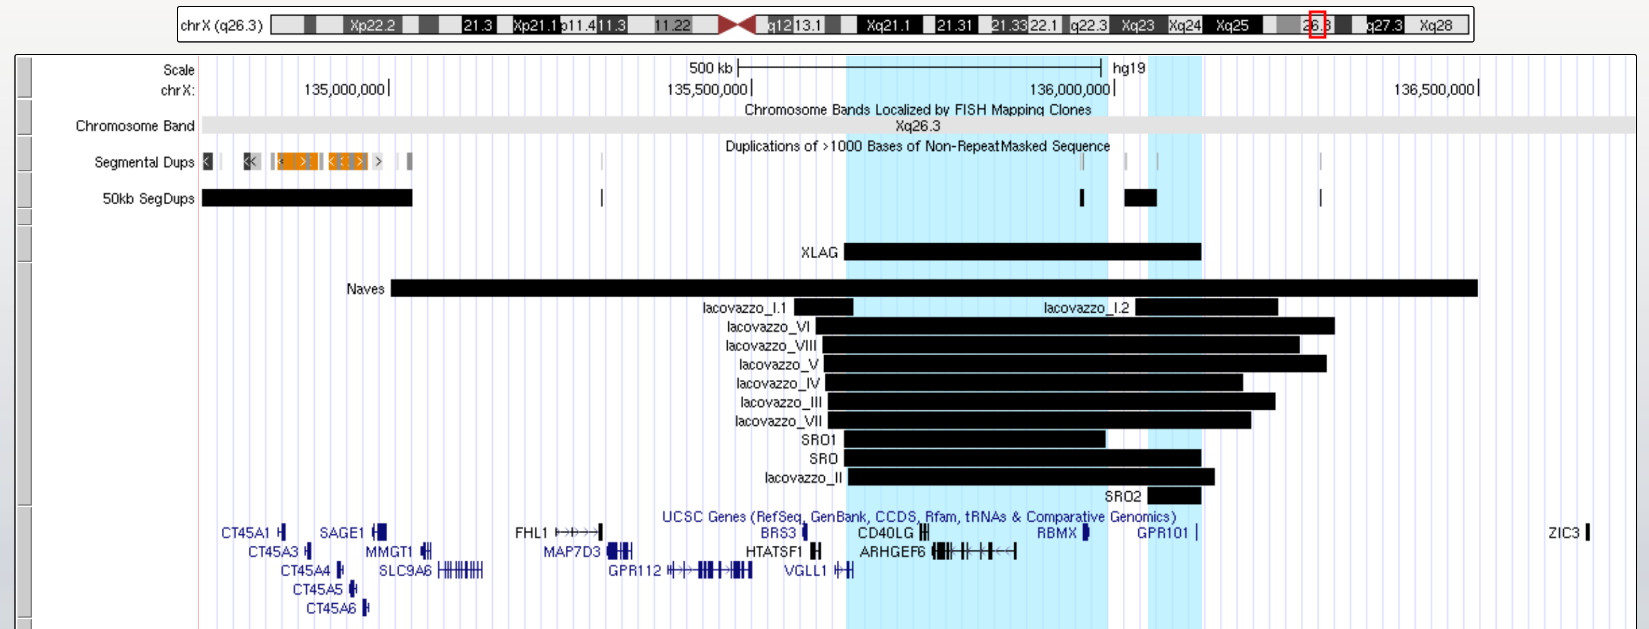 chrX (q26.3) Xp22.2 21.3 Xp21.1 p11.4 11.3 11.22 q12 13.1 Xq21.1 21.31 21.33 22.1 q22.3 Xq23 Xq24 Xq25 26.3 q27.3 Xq28
Scale 500 kb hg19
chrX: 135,000,000 135,500,000 136,000,000 136,500,000
Chromosome Bands Localized by FISH Mapping Clones
Chromosome Band Xq26.3
Duplications of >1000 Bases of Non-RepeatMasked Sequence
Segmental Dups
50kb SegDups
XLAG
Naves
Iacovazzo_I.1 Iacovazzo_I.2
Iacovazzo_VI
Iacovazzo_VIII
Iacovazzo_V
Iacovazzo_IV
Iacovazzo_III
Iacovazzo_VII
SRO1
SRO
Iacovazzo_II
SRO2
UCSC Genes (RefSeq, GenBank, CCDS, Rfam, tRNAs & Comparative Genomics)
CT45A1 SAGE1 FHL1 BRS3 CD40LG RBMX GPR101 ZIC3
CT45A3 MMGT1 MAP7D3 HTATSF1 ARHGEF6
CT45A4 SLC9A6 GPR112 VGLL1
CT45A5
CT45A6